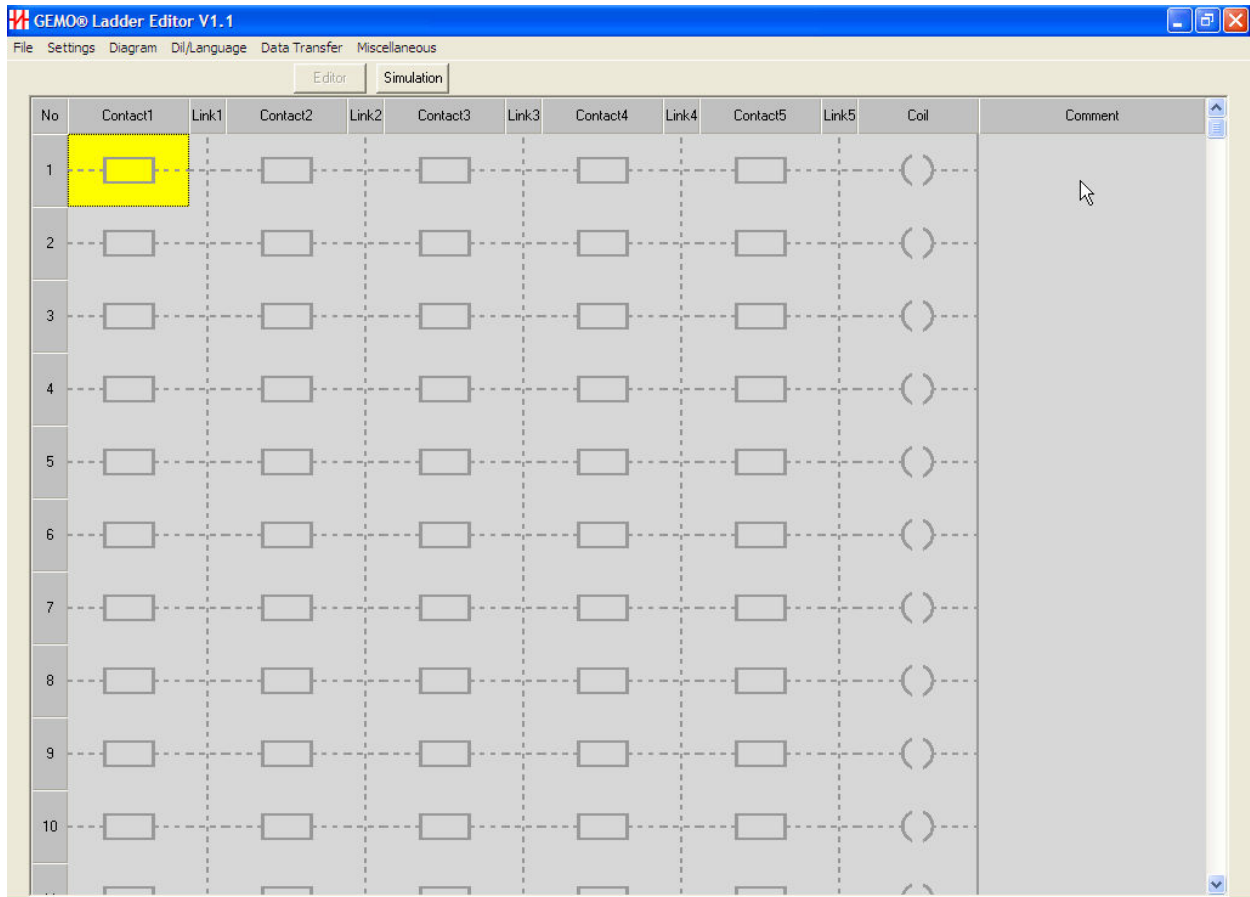 GEMO® Ladder Editor V1.1
File Settings Diagram Dil/Language Data Transfer Miscellaneous
Editor Simulation
No Contact1 Link1 Contact2 Link2 Contact3 Link3 Contact4 Link4 Contact5 Link5 Coil Comment
1
2
3
4
5
6
7
8
9
10